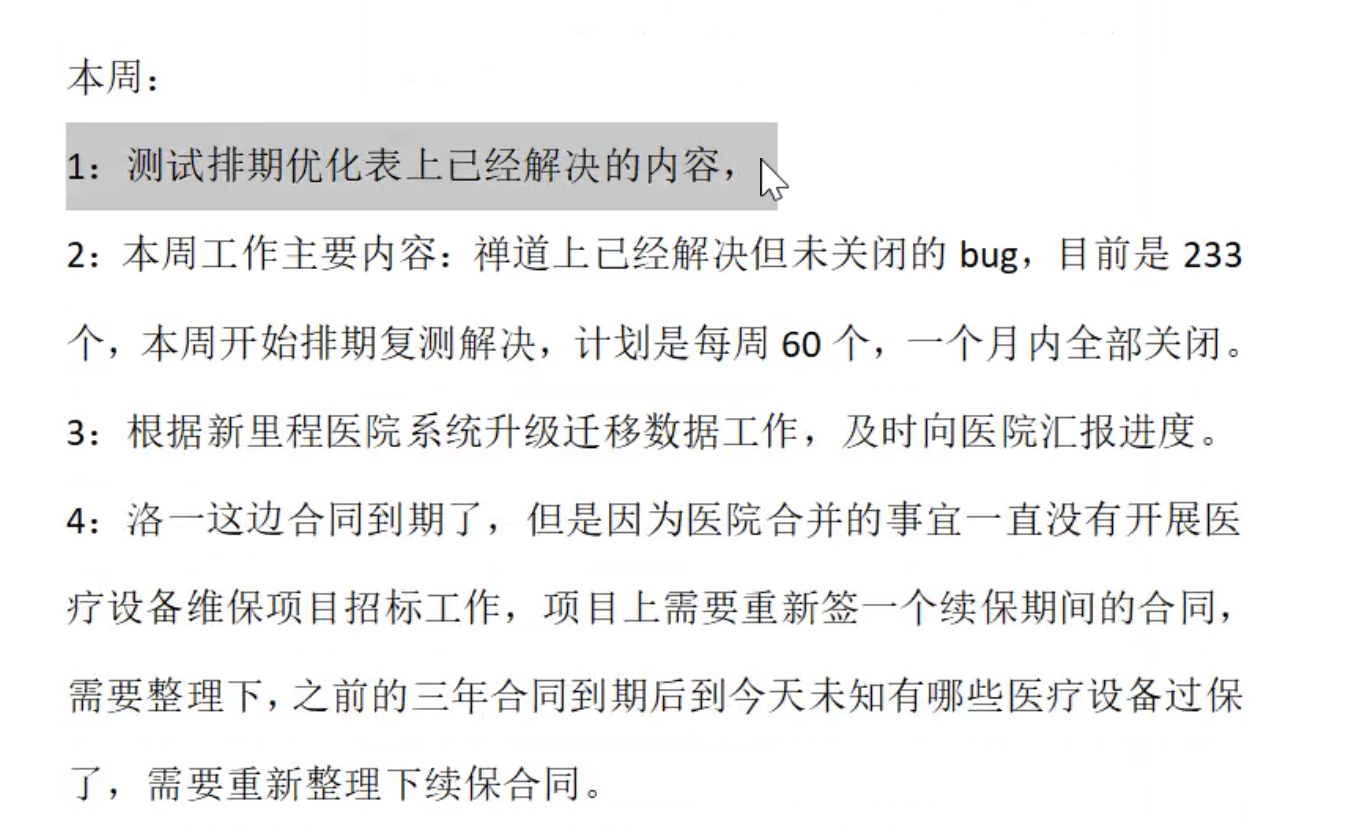 本周：
1：测试排期优化表上已经解决的内容，
2：本周工作主要内容：禅道上已经解决但未关闭的 bug，目前是 233
个，本周开始排期复测解决，计划是每周 60 个，一个月内全部关闭。
3：根据新里程医院系统升级迁移数据工作，及时向医院汇报进度。
4：洛一这边合同到期了，但是因为医院合并的事宜一直没有开展医
疗设备维保项目招标工作，项目上需要重新签一个续保期间的合同，
需要整理下，之前的三年合同到期后到今天未知有哪些医疗设备过保
了，需要重新整理下续保合同。